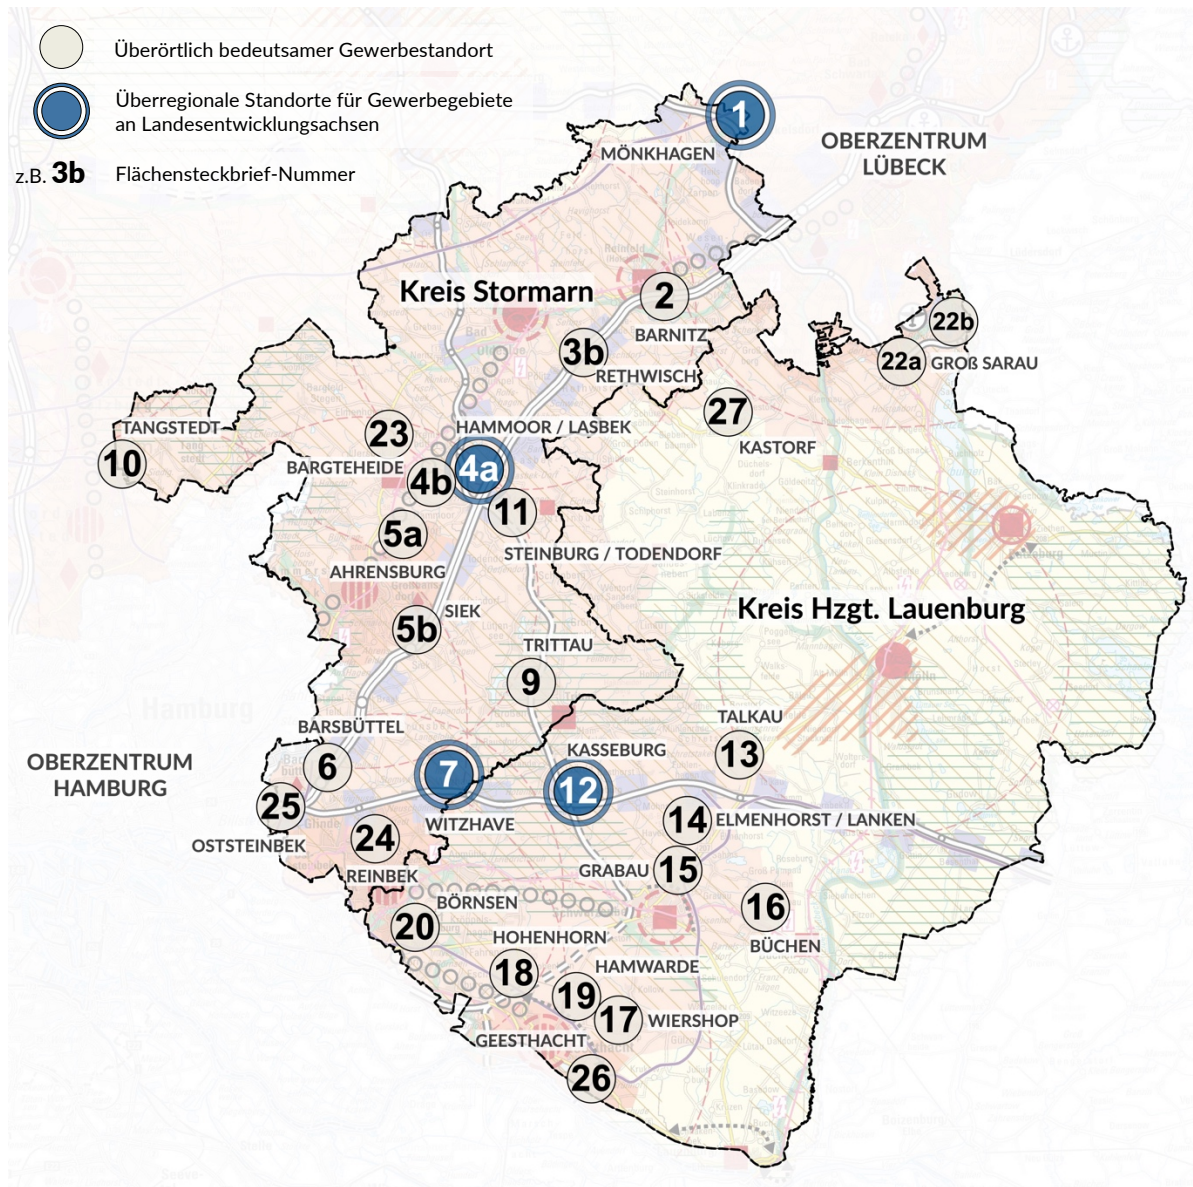 Überörtlich bedeutsamer Gewerbestandort
Überregionale Standorte für Gewerbegebiete
an Landesentwicklungsachsen
z.B. 3b Flächensteckbrief-Nummer
1
MÖNKHAGEN
OBERZENTRUM
LÜBECK
Kreis Stormarn
2
BARNITZ
3b
RETHWISCH
22b
22a
GROß SARAU
27
KASTORF
TANGSTEDT
10
23
BARGTEHEIDE
HAMMOOR / LASBEK
4b
4a
11
5a
AHRENSBURG
STEINBURG / TODENDORF
Kreis Hzgt. Lauenburg
SIEK
5b
TRITTAU
9
Hamburg
BARSBÜTTEL
TALKAU
13
OBERZENTRUM
HAMBURG
6
7
KASSEBURG
12
25
OSTSTEINBEK
WITZHAVE
24
REINBEK
14
ELMENHORST / LANKEN
GRABAU
15
16
BÜCHEN
BÖRNSEN
20
HOHENHORN
18
HAMWARDE
19
17
WIERSHOP
GEESTHACHT
26